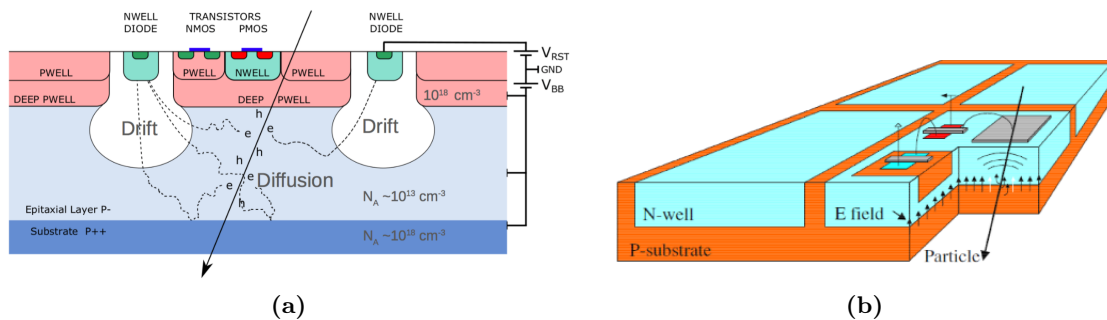 NWELL
DIODE
TRANSISTORS
NMOS PMOS
NWELL
DIODE
V_RST
GND
V_BB
PWELL
PWELL
NWELL
PWELL
PWELL
DEEP PWELL
DEEP PWELL
10^18 cm^-3
Drift
Drift
h
e
e
h
h
e
e
h
Diffusion
N_A ~10^13 cm^-3
Epitaxial Layer P-
Substrate P++
N_A ~10^18 cm^-3
(a)
N-well
E field
P-substrate
Particle
(b)